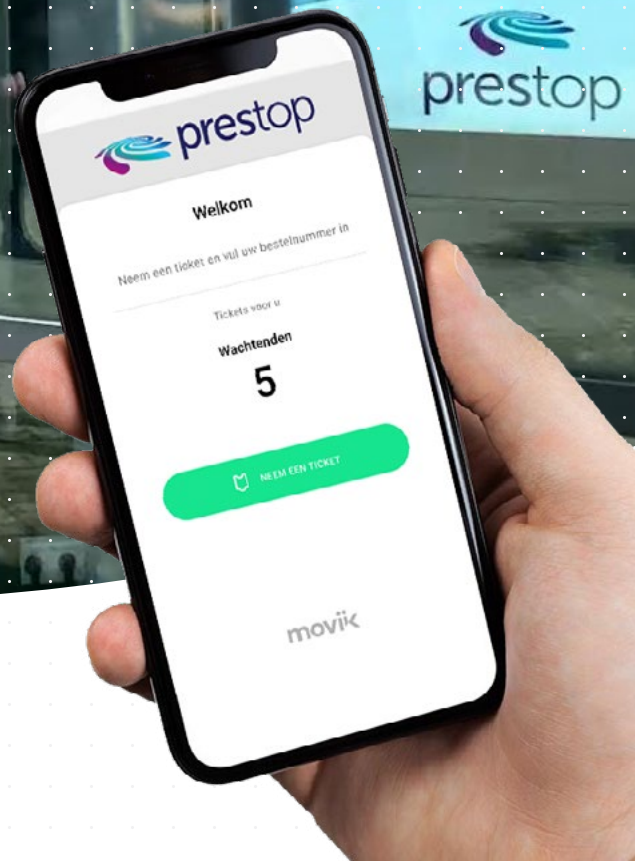 prestop
prestop
Welkom
Neem een ticket en vul uw bestelnummer in
Tickets voor u
Wachtenden
5
NEEM EEN TICKET
movik